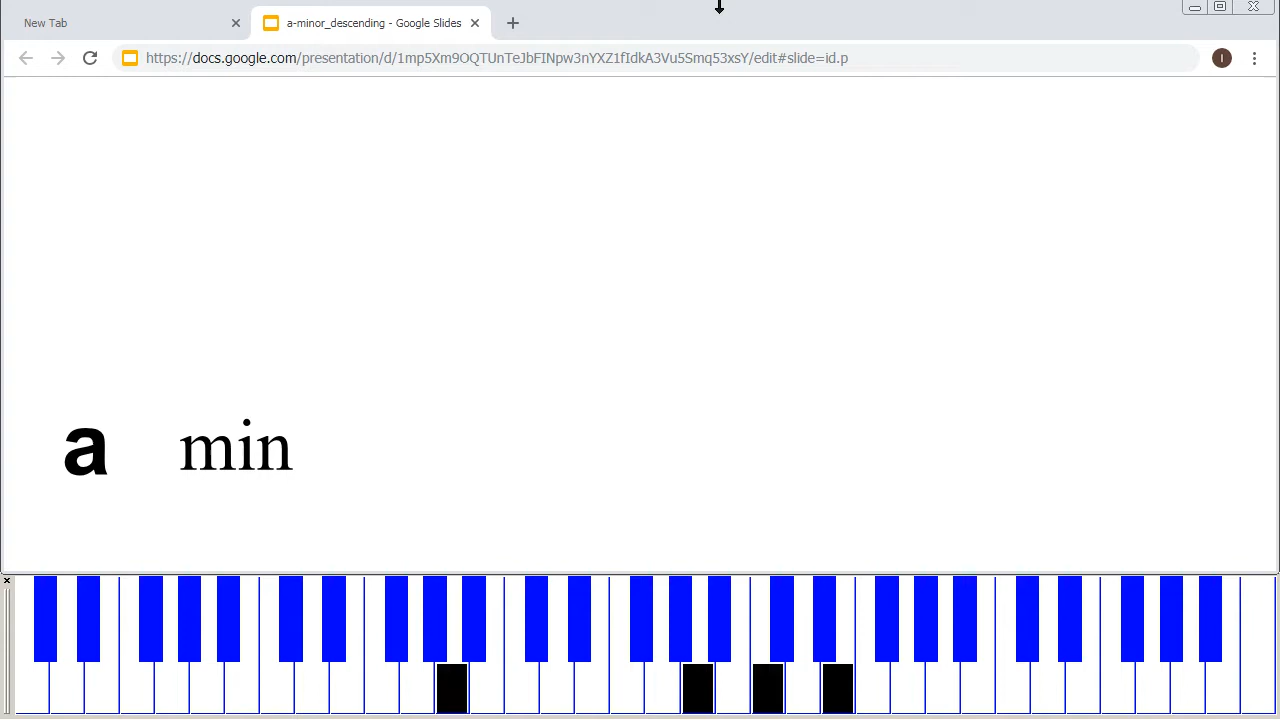 New Tab
a-minor_descending - Google Slides
https://docs.google.com/presentation/d/1mp5Xm9OQTUnTeJbFINpw3nYXZ1fIdkA3Vu5Smq53xsY/edit#slide=id.p
I
a min